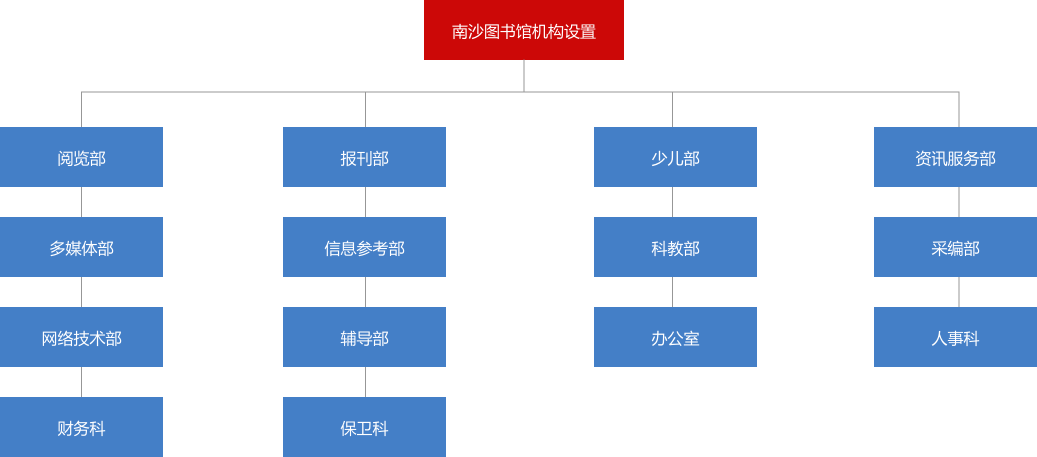 南沙图书馆机构设置
阅览部
报刊部
少儿部
资讯服务部
多媒体部
信息参考部
科教部
采编部
网络技术部
辅导部
办公室
人事科
财务科
保卫科